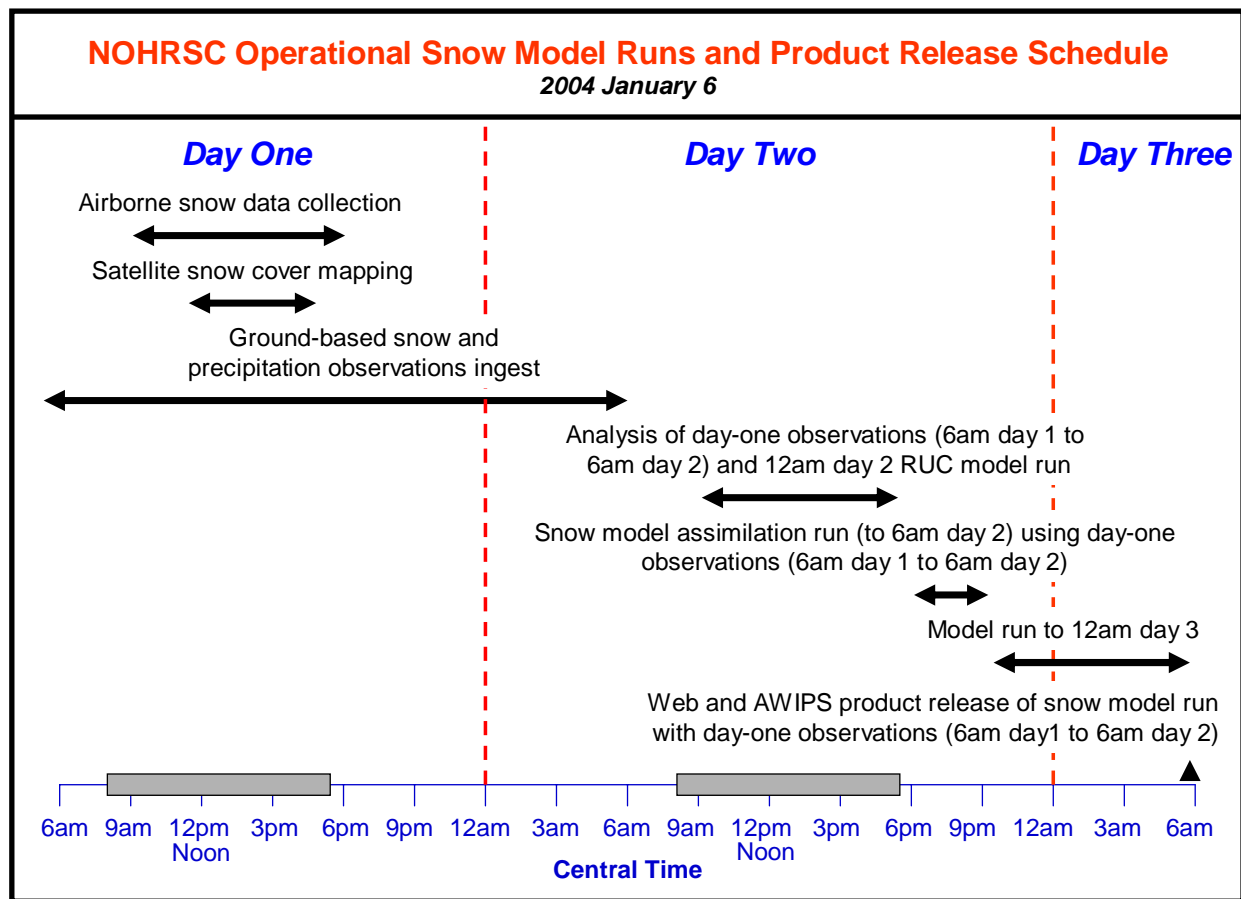 NOHRSC Operational Snow Model Runs and Product Release Schedule
2004 January 6
Day One
Day Two
Day Three
Airborne snow data collection
Satellite snow cover mapping
Ground-based snow and
precipitation observations ingest
Analysis of day-one observations (6am day 1 to
6am day 2) and 12am day 2 RUC model run
Snow model assimilation run (to 6am day 2) using day-one
observations (6am day 1 to 6am day 2)
Model run to 12am day 3
Web and AWIPS product release of snow model run
with day-one observations (6am day1 to 6am day 2)
6am 9am 12pm 3pm 6pm 9pm 12am 3am 6am 9am 12pm 3pm 6pm 9pm 12am 3am 6am
Noon Noon
Central Time